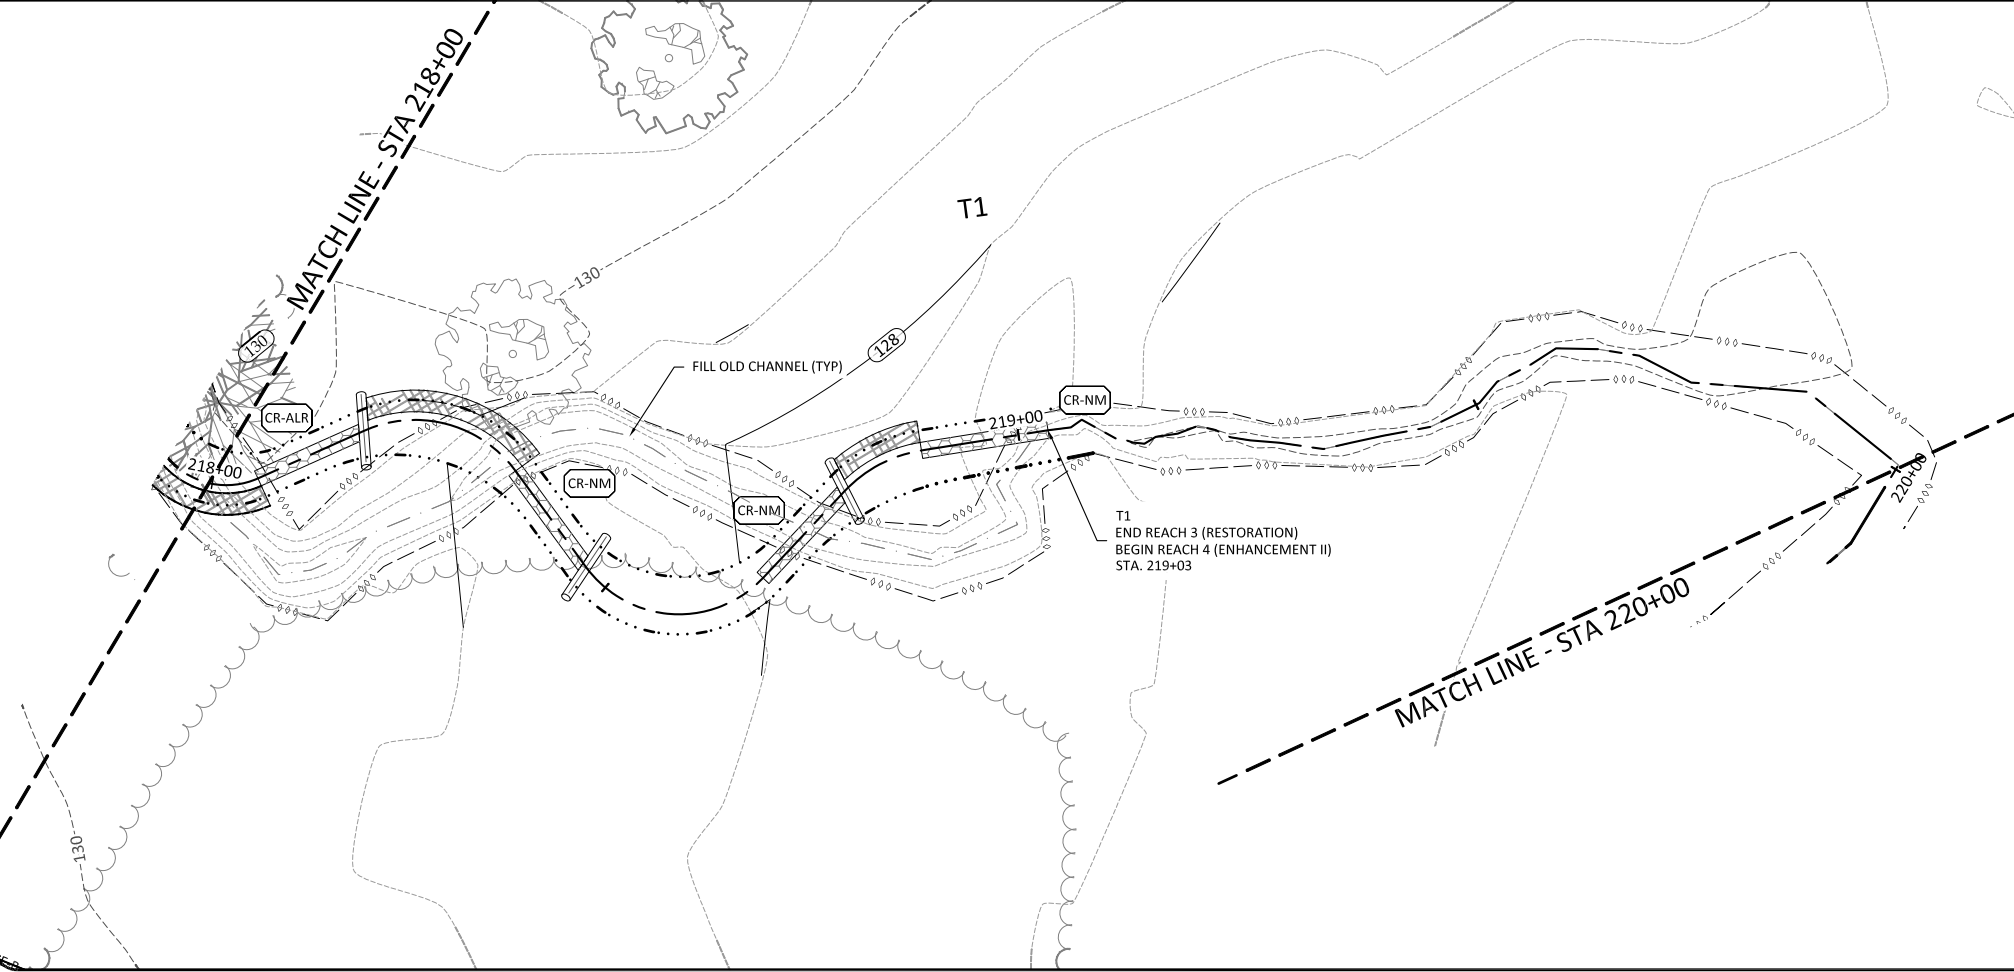 MATCH LINE - STA 218+00
T1
130
130
128
FILL OLD CHANNEL (TYP)
CR-ALR
219+00
CR-NM
218+00
CR-NM
CR-NM
220+00
T1
END REACH 3 (RESTORATION)
BEGIN REACH 4 (ENHANCEMENT II)
STA. 219+03
MATCH LINE - STA 220+00
130